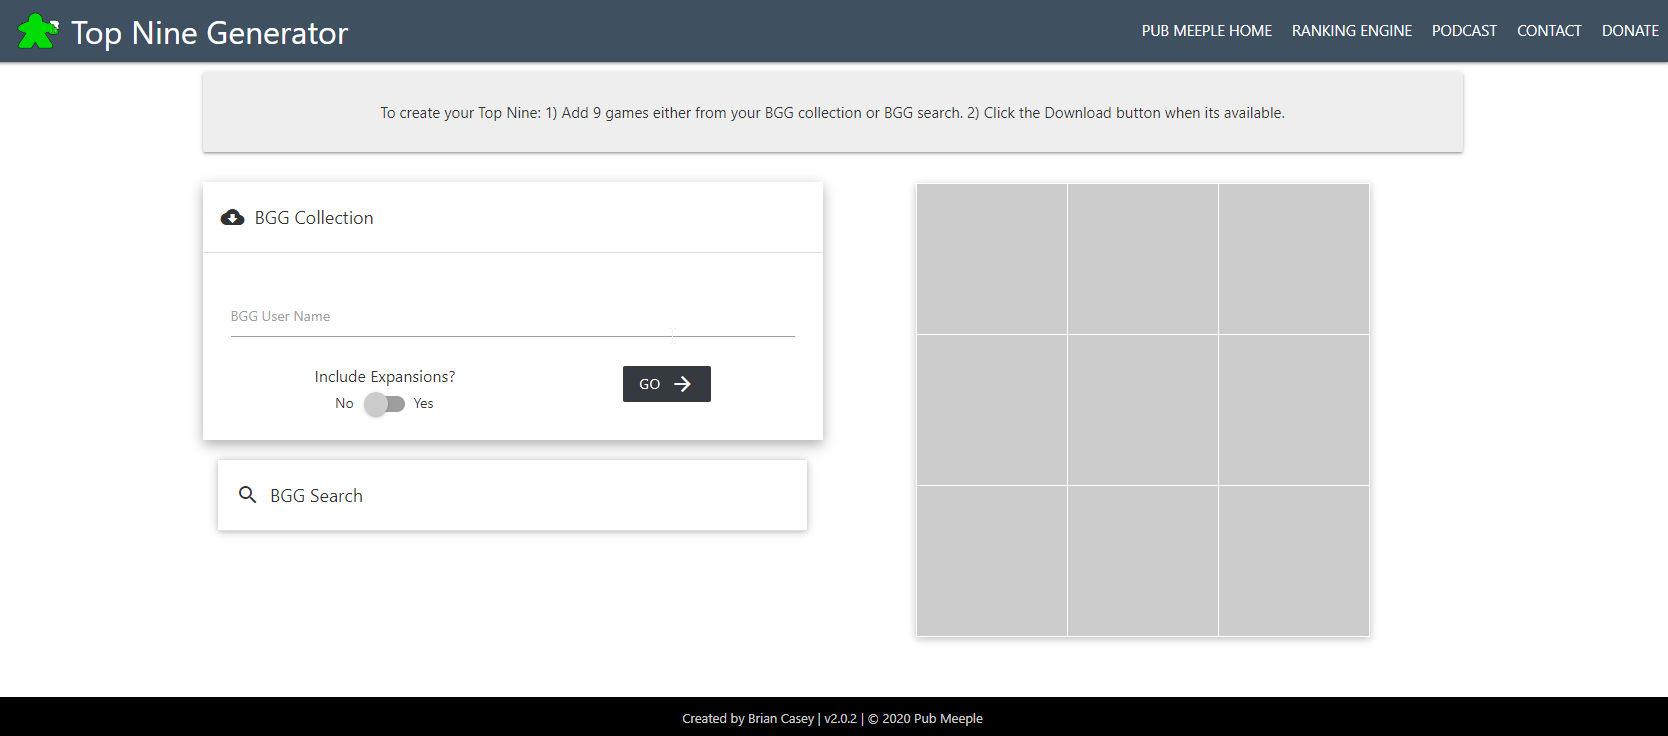 Top Nine Generator
PUB MEEPLE HOME RANKING ENGINE PODCAST CONTACT DONATE
To create your Top Nine: 1) Add 9 games either from your BGG collection or BGG search. 2) Click the Download button when its available.
BGG Collection
BGG User Name
Include Expansions?
No Yes
GO
BGG Search
Created by Brian Casey | v2.0.2 | © 2020 Pub Meeple